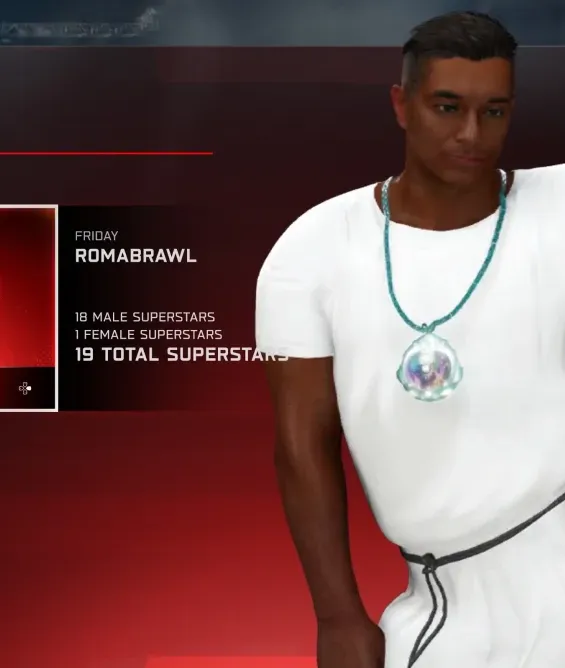 FRIDAY
ROMABRAWL
18 MALE SUPERSTARS
1 FEMALE SUPERSTARS
19 TOTAL SUPERSTARS